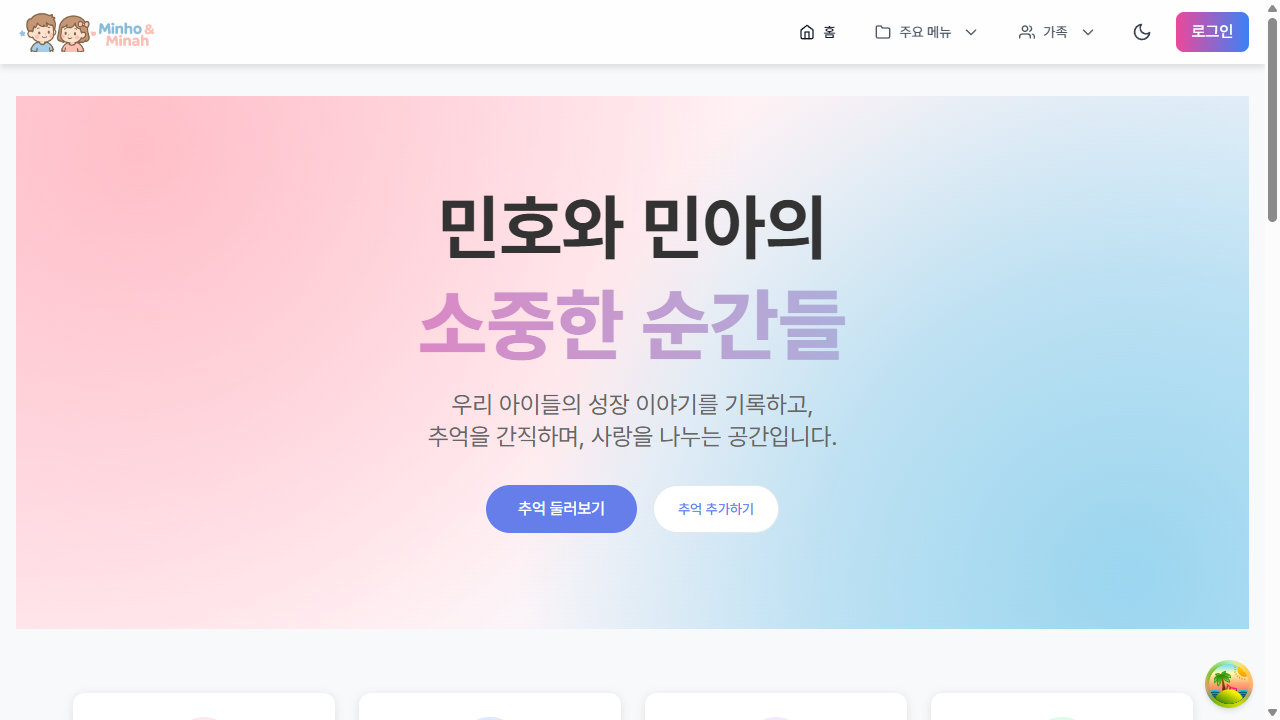 Minho &
Minah
홈
주요 메뉴
가족
로그인
민호와 민아의
소중한 순간들
우리 아이들의 성장 이야기를 기록하고,
추억을 간직하며, 사랑을 나누는 공간입니다.
추억 둘러보기
추억 추가하기